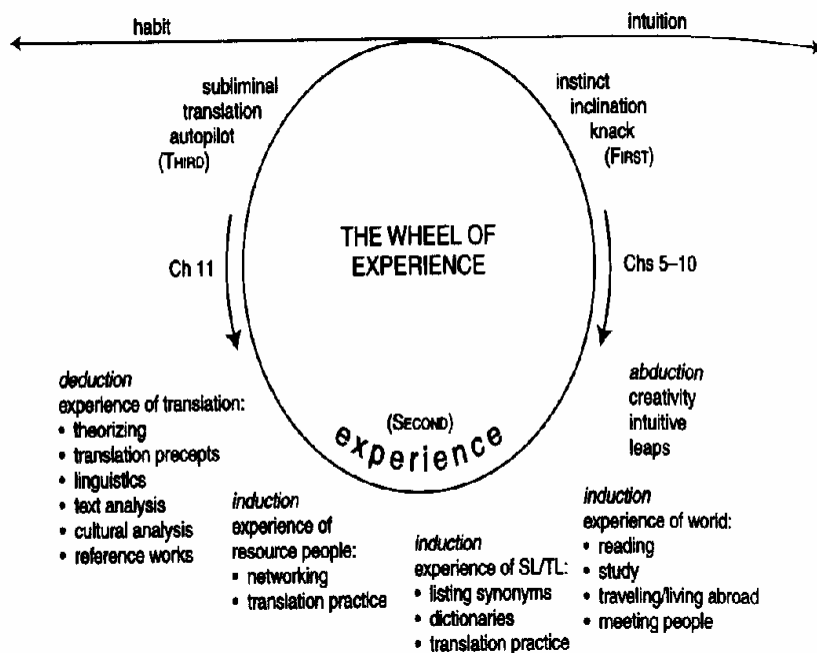 habit
intuition
subliminal
translation
autopilot
(THIRD)
instinct
inclination
knack
(FIRST)
THE WHEEL OF
EXPERIENCE
Ch 11
Chs 5–10
deduction
experience of translation:
• theorizing
• translation precepts
• linguistics
• text analysis
• cultural analysis
• reference works
(SECOND)
experience
abduction
creativity
intuitive
leaps
induction
experience of
resource people:
• networking
• translation practice
induction
experience of SL/TL:
• listing synonyms
• dictionaries
• translation practice
induction
experience of world:
• reading
• study
• traveling/living abroad
• meeting people